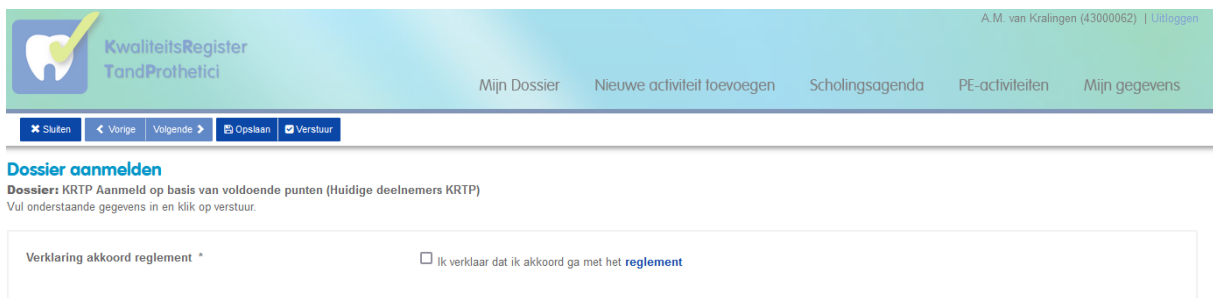 A.M. van Kralingen (43000062) | Uitloggen
KwaliteitsRegister
TandProthetici
Mijn Dossier Nieuwe activiteit toevoegen Scholingsagenda PE-activiteiten Mijn gegevens
Sluiten Vorige Volgende Opslaan Verstuur
Dossier aanmelden
Dossier: KRTP Aanmeld op basis van voldoende punten (Huidige deelnemers KRTP)
Vul onderstaande gegevens in en klik op verstuur.
Verklaring akkoord reglement * Ik verklaar dat ik akkoord ga met het reglement